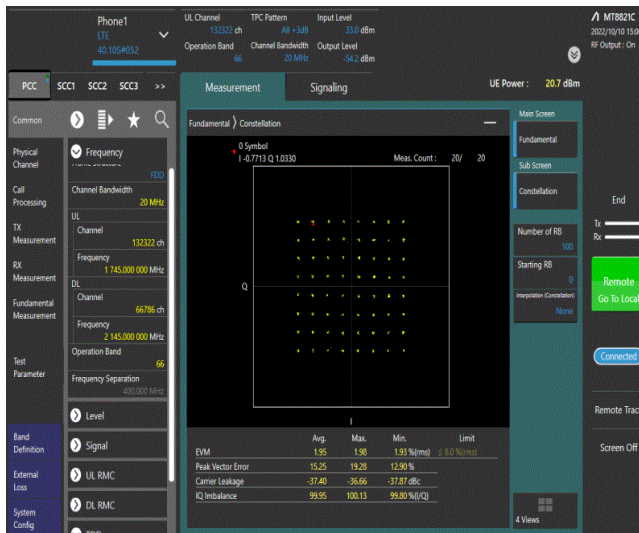 Phone1
LTE
40.10S#052
UL Channel
132322 ch
TPC Pattern
All +3dB
Input Level
33.0 dBm
Operation Band
66
Channel Bandwidth
20 MHz
Output Level
-54.2 dBm
MT8821C
2022/10/10 15:0
RF Output : On
PCC
SCC1
SCC2
SCC3
>>
Measurement
Signaling
UE Power : 20.7 dBm
Common
Physical
Channel
Call
Processing
TX
Measurement
RX
Measurement
Fundamental
Measurement
Test
Parameter
Band
Definition
External
Loss
System
Config
Frequency
Frame Structure
FDD
Channel Bandwidth
20 MHz
UL
Channel
132322 ch
Frequency
1 745.000 000 MHz
DL
Channel
66786 ch
Frequency
2 145.000 000 MHz
Operation Band
66
Frequency Separation
400.000 MHz
Level
Signal
UL RMC
DL RMC
TDD
Fundamental 〉 Constellation
0 Symbol
I -0.7713 Q 1.0330
Meas. Count : 20/ 20
Q
I
Avg. Max. Min. Limit
EVM 1.95 1.98 1.93 %(rms) ≤ 8.0 %(rms)
Peak Vector Error 15.25 19.28 12.90 %
Carrier Leakage -37.40 -36.66 -37.87 dBc
IQ Imbalance 99.95 100.13 99.80 %(I/Q)
Main Screen
Fundamental
Sub Screen
Constellation
Number of RB
100
Starting RB
0
Interpolation (Constellation)
None
4 Views
End
Tx
Rx
Remote
Go To Local
Connected
Remote Trac
Screen Off